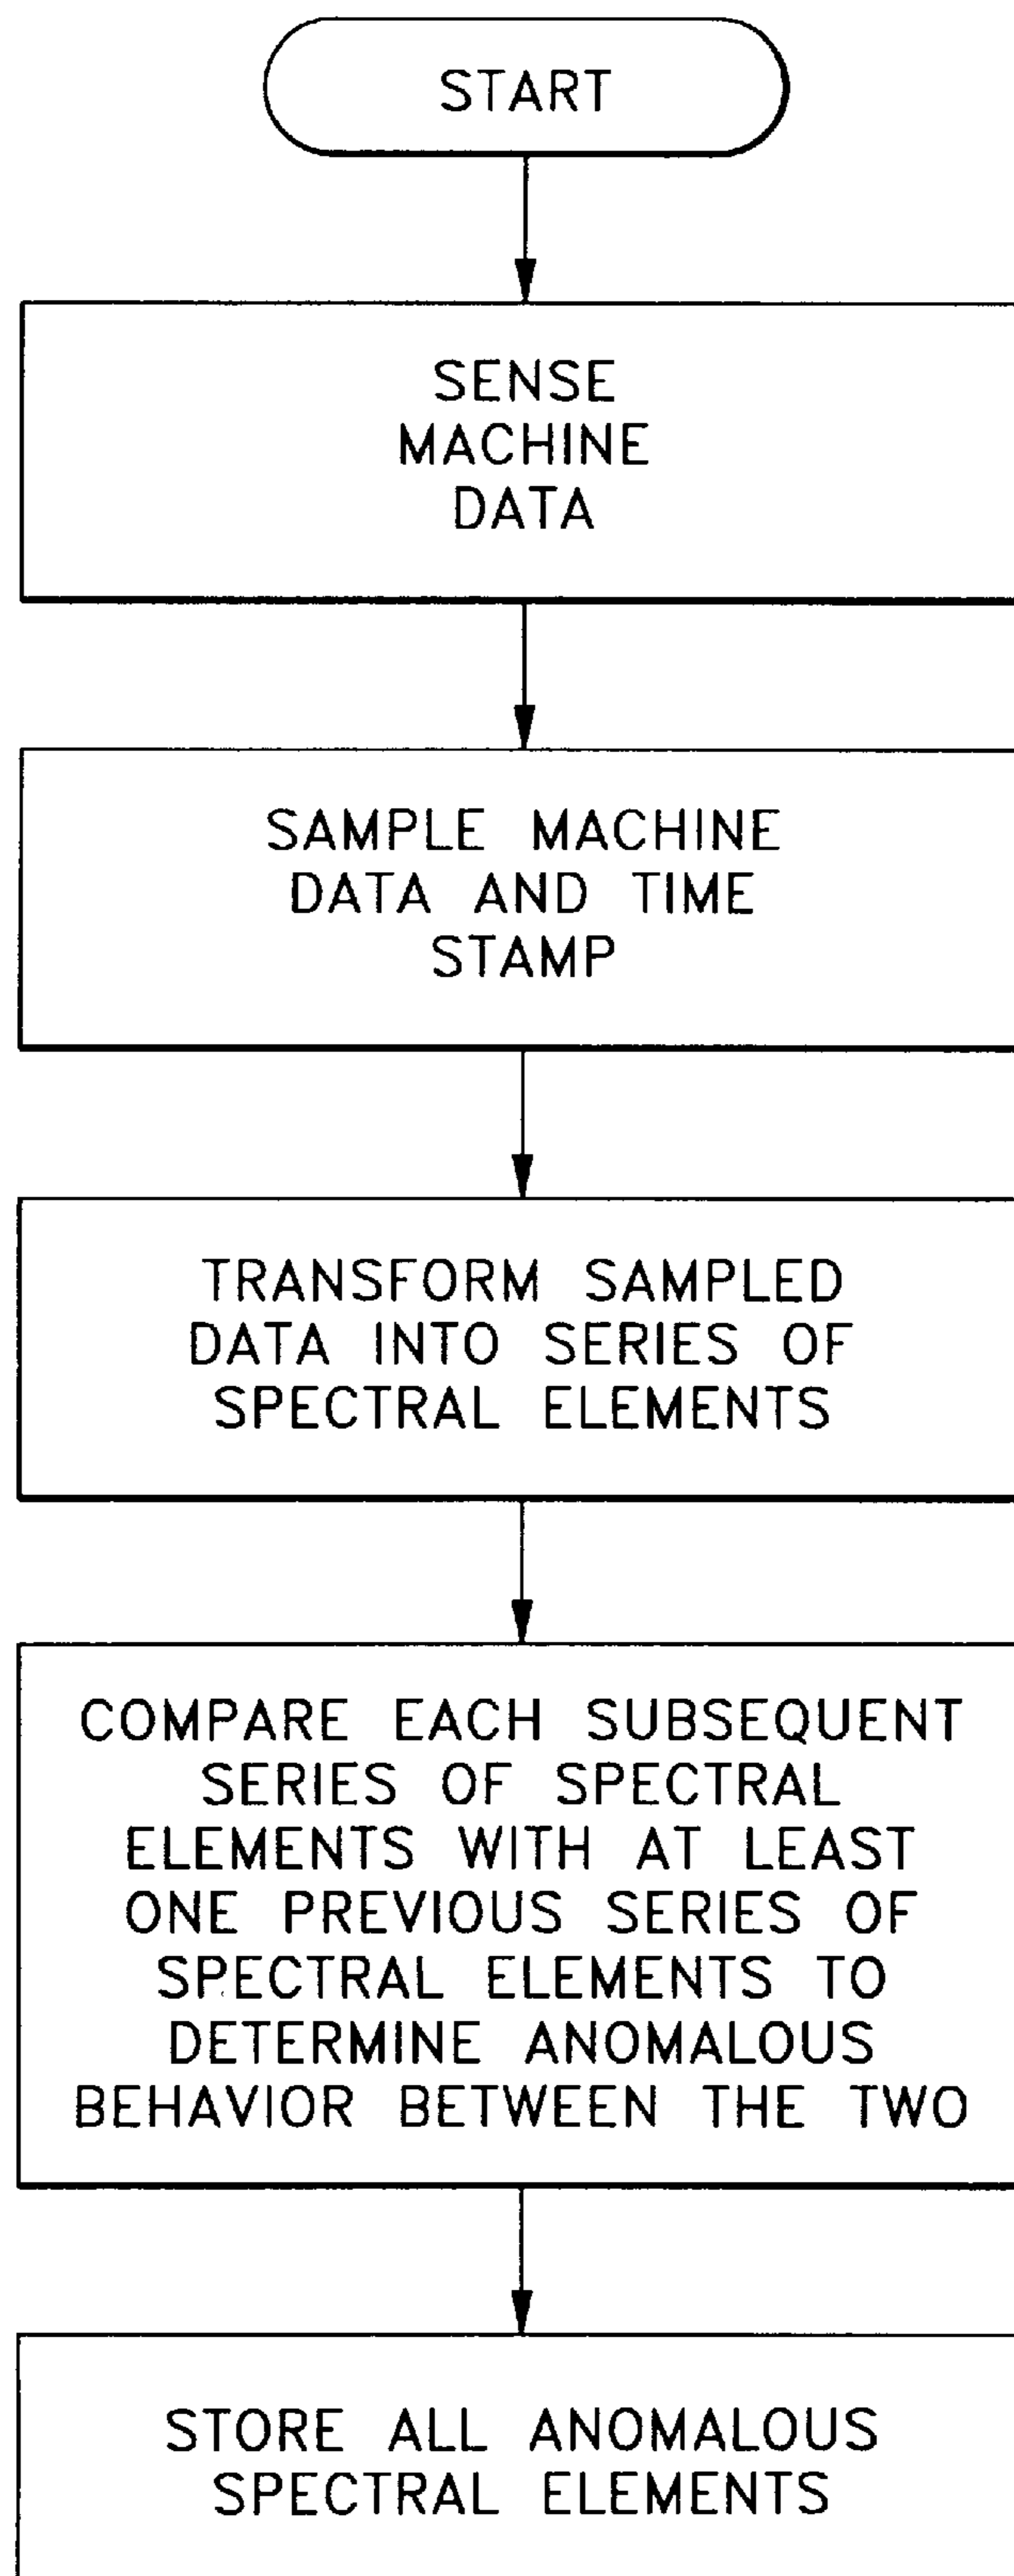 START
SENSE
MACHINE
DATA
SAMPLE MACHINE
DATA AND TIME
STAMP
TRANSFORM SAMPLED
DATA INTO SERIES OF
SPECTRAL ELEMENTS
COMPARE EACH SUBSEQUENT
SERIES OF SPECTRAL
ELEMENTS WITH AT LEAST
ONE PREVIOUS SERIES OF
SPECTRAL ELEMENTS TO
DETERMINE ANOMALOUS
BEHAVIOR BETWEEN THE TWO
STORE ALL ANOMALOUS
SPECTRAL ELEMENTS